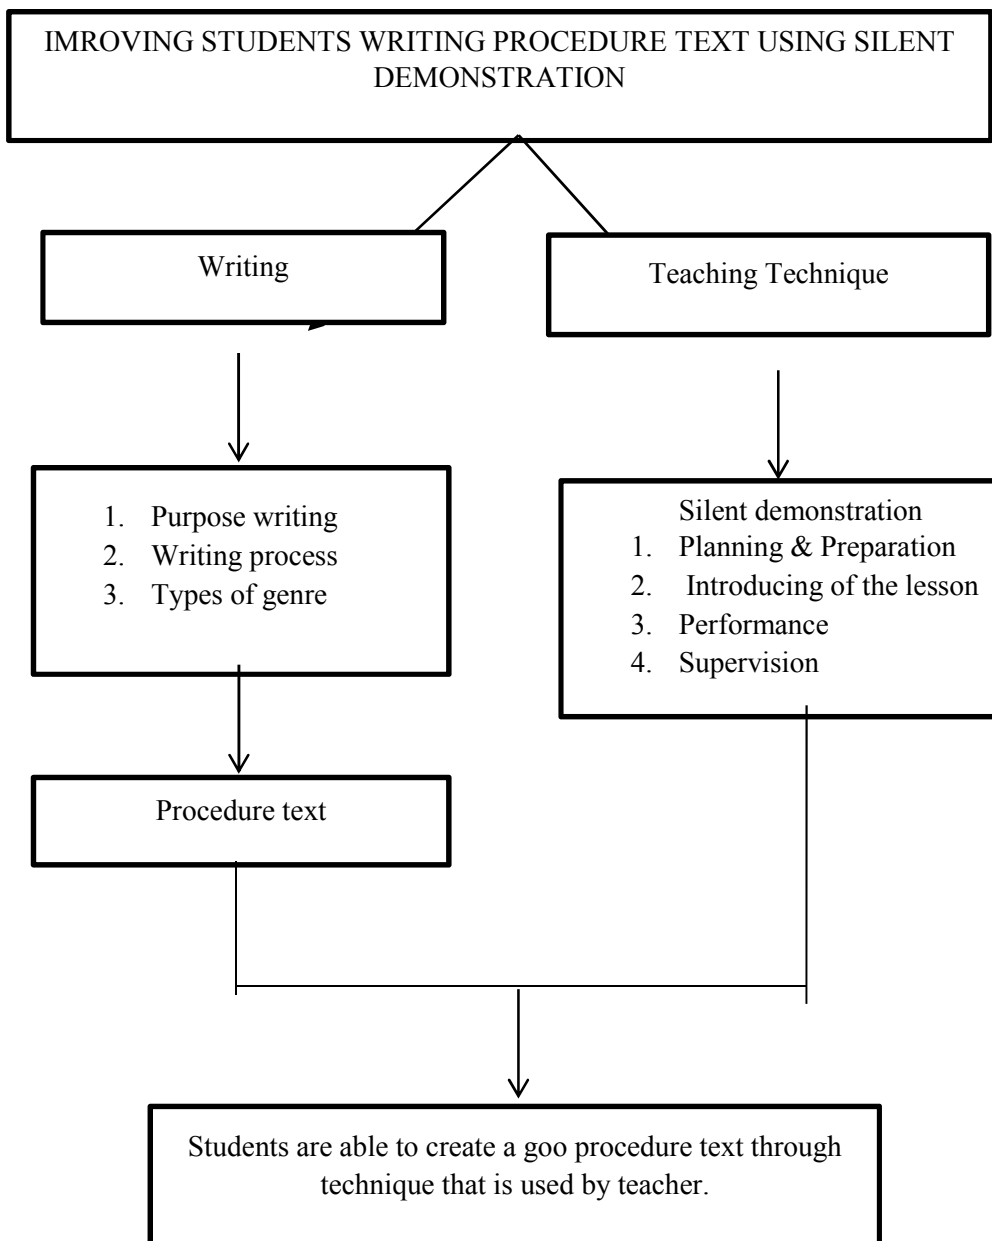 IMROVING STUDENTS WRITING PROCEDURE TEXT USING SILENT
DEMONSTRATION
Writing
Teaching Technique
1. Purpose writing
2. Writing process
3. Types of genre
Silent demonstration
1. Planning & Preparation
2. Introducing of the lesson
3. Performance
4. Supervision
Procedure text
Students are able to create a goo procedure text through
technique that is used by teacher.